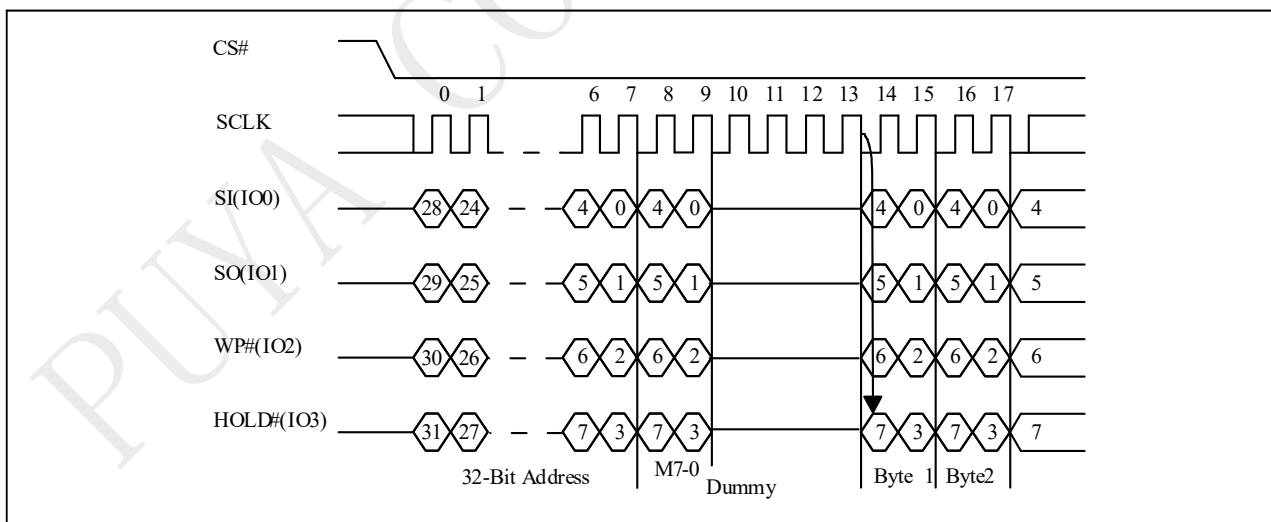 PUYA CO
CS#
0 1 6 7 8 9 10 11 12 13 14 15 16 17
SCLK
SI(IO0) 28 24 4 0 4 0 4 0 4 0 4
SO(IO1) 29 25 5 1 5 1 5 1 5 1 5
WP#(IO2) 30 26 6 2 6 2 6 2 6 2 6
HOLD#(IO3) 31 27 7 3 7 3 7 3 7 3 7
32-Bit Address M7-0 Dummy Byte 1 Byte2